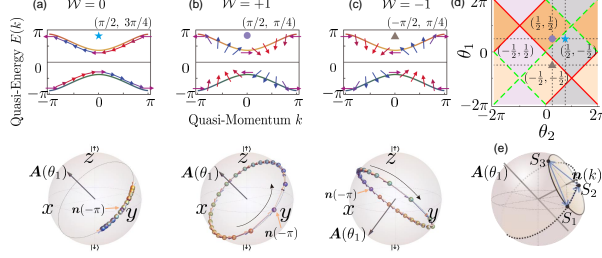 (a) 𝒲 = 0
(π/2, 3π/4)
(b) 𝒲 = +1
(π/2, π/4)
(c) 𝒲 = −1
(−π/2, π/4)
(d)
Quasi-Energy E(k)
π
0
−π
−π 0 π
π
0
−π
−π 0 π
π
0
−π
−π 0 π
Quasi-Momentum k
2π
θ₁ 0
−2π
−2π 0 2π
θ₂
(1/2, 1/2)
(−1/2, 1/2)
(1/2, −1/2)
(−1/2, −1/2)
|↑⟩
z
A(θ₁)
x
y
n(−π)
|↓⟩
|↑⟩
z
A(θ₁)
x
y
n(−π)
|↓⟩
|↑⟩
z
n(−π)
x
y
A(θ₁)
|↓⟩
(e)
S₃
A(θ₁)
n(k)
S₂
S₁